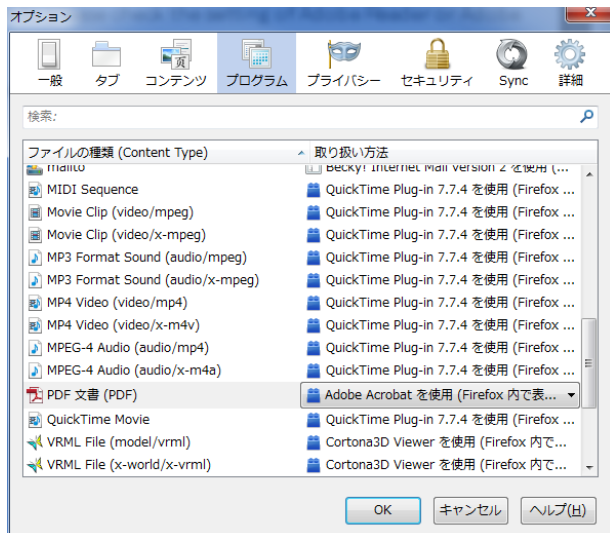 オプション
一般 タブ コンテンツ プログラム プライバシー セキュリティ Sync 詳細
検索:
ファイルの種類 (Content Type) 取り扱い方法
mailto Becky! Internet Mail version 2 を使用 (...
MIDI Sequence QuickTime Plug-in 7.7.4 を使用 (Firefox ...
Movie Clip (video/mpeg) QuickTime Plug-in 7.7.4 を使用 (Firefox ...
Movie Clip (video/x-mpeg) QuickTime Plug-in 7.7.4 を使用 (Firefox ...
MP3 Format Sound (audio/mpeg) QuickTime Plug-in 7.7.4 を使用 (Firefox ...
MP3 Format Sound (audio/x-mpeg) QuickTime Plug-in 7.7.4 を使用 (Firefox ...
MP4 Video (video/mp4) QuickTime Plug-in 7.7.4 を使用 (Firefox ...
MP4 Video (video/x-m4v) QuickTime Plug-in 7.7.4 を使用 (Firefox ...
MPEG-4 Audio (audio/mp4) QuickTime Plug-in 7.7.4 を使用 (Firefox ...
MPEG-4 Audio (audio/x-m4a) QuickTime Plug-in 7.7.4 を使用 (Firefox ...
PDF 文書 (PDF) Adobe Acrobat を使用 (Firefox 内で表...
QuickTime Movie QuickTime Plug-in 7.7.4 を使用 (Firefox ...
VRML File (model/vrml) Cortona3D Viewer を使用 (Firefox 内で...
VRML File (x-world/x-vrml) Cortona3D Viewer を使用 (Firefox 内で...
OK キャンセル ヘルプ(H)